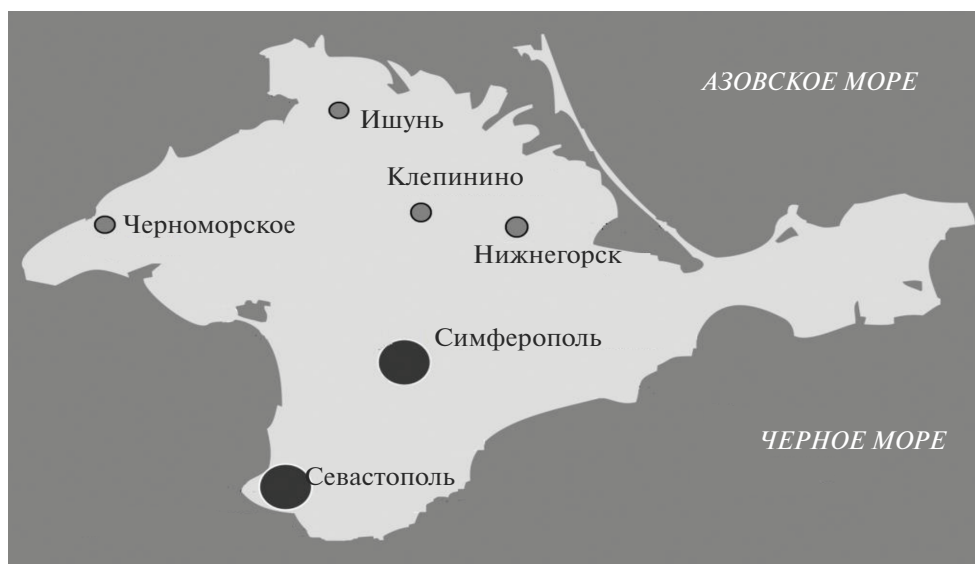 АЗОВСКОЕ МОРЕ
Ишунь
Клепинино
Черноморское
Нижнегорск
Симферополь
ЧЕРНОЕ МОРЕ
Севастополь